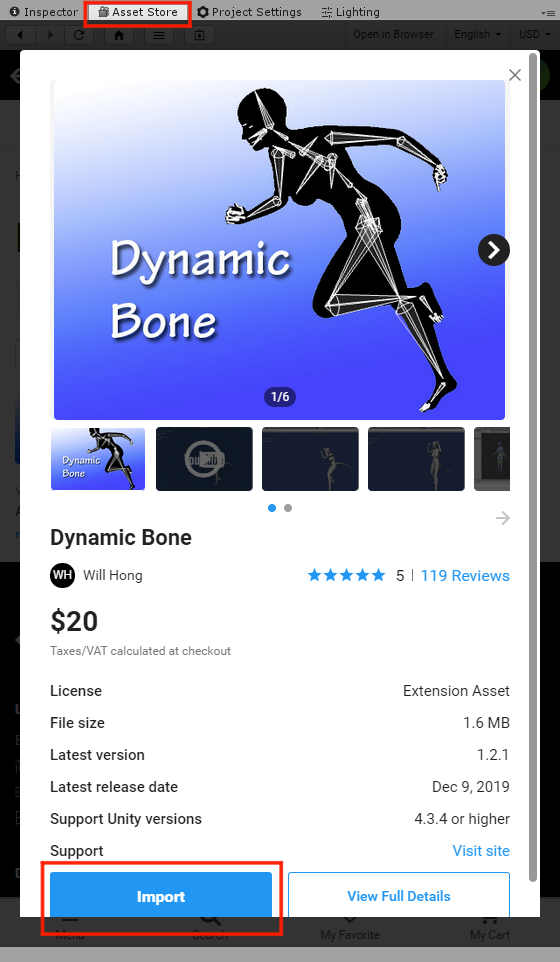 Inspector
Asset Store
Project Settings
Lighting
Open in Browser
English
USD
Dynamic
Bone
1/6
Dynamic
Bone
Dynamic Bone
WH
Will Hong
5 | 119 Reviews
$20
Taxes/VAT calculated at checkout
License
Extension Asset
File size
1.6 MB
Latest version
1.2.1
Latest release date
Dec 9, 2019
Support Unity versions
4.3.4 or higher
Support
Visit site
Import
View Full Details
Menu
Search
My Favorite
My Cart